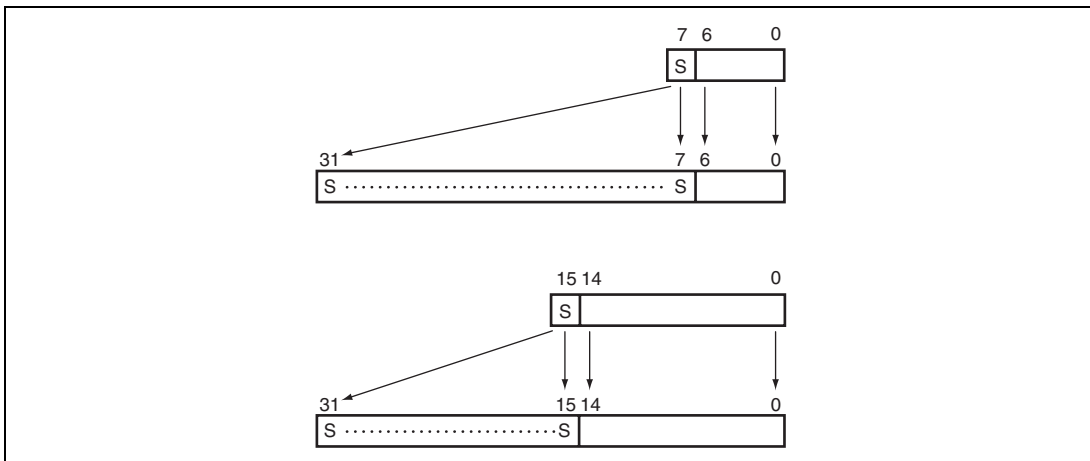 7 6 0
S
31 7 6 0
S ....................................... S
15 14 0
S
31 15 14 0
S ..........................S